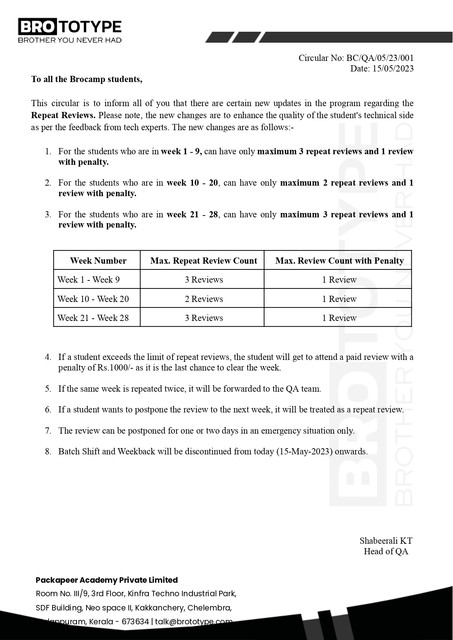 BROTOTYPE
BROTHER YOU NEVER HAD
Circular No: BC/QA/05/23/001
Date: 15/05/2023
To all the Brocamp students,
This circular is to inform all of you that there are certain new updates in the program regarding the
Repeat Reviews. Please note, the new changes are to enhance the quality of the student's technical side
as per the feedback from tech experts. The new changes are as follows:-
1. For the students who are in week 1 - 9, can have only maximum 3 repeat reviews and 1 review
with penalty.
2. For the students who are in week 10 - 20, can have only maximum 2 repeat reviews and 1
review with penalty.
3. For the students who are in week 21 - 28, can have only maximum 3 repeat reviews and 1
review with penalty.
Week Number Max. Repeat Review Count Max. Review Count with Penalty
Week 1 - Week 9 3 Reviews 1 Review
Week 10 - Week 20 2 Reviews 1 Review
Week 21 - Week 28 3 Reviews 1 Review
4. If a student exceeds the limit of repeat reviews, the student will get to attend a paid review with a
penalty of Rs.1000/- as it is the last chance to clear the week.
5. If the same week is repeated twice, it will be forwarded to the QA team.
6. If a student wants to postpone the review to the next week, it will be treated as a repeat review.
7. The review can be postponed for one or two days in an emergency situation only.
8. Batch Shift and Weekback will be discontinued from today (15-May-2023) onwards.
BROTOTYPE
BROTHER YOU NEVER HAD
Shabeerali KT
Head of QA
Packapeer Academy Private Limited
Room No. III/9, 3rd Floor, Kinfra Techno Industrial Park,
SDF Building, Neo space II, Kakkanchery, Chelembra,
Kerala - 673634 | talk@brototype.com